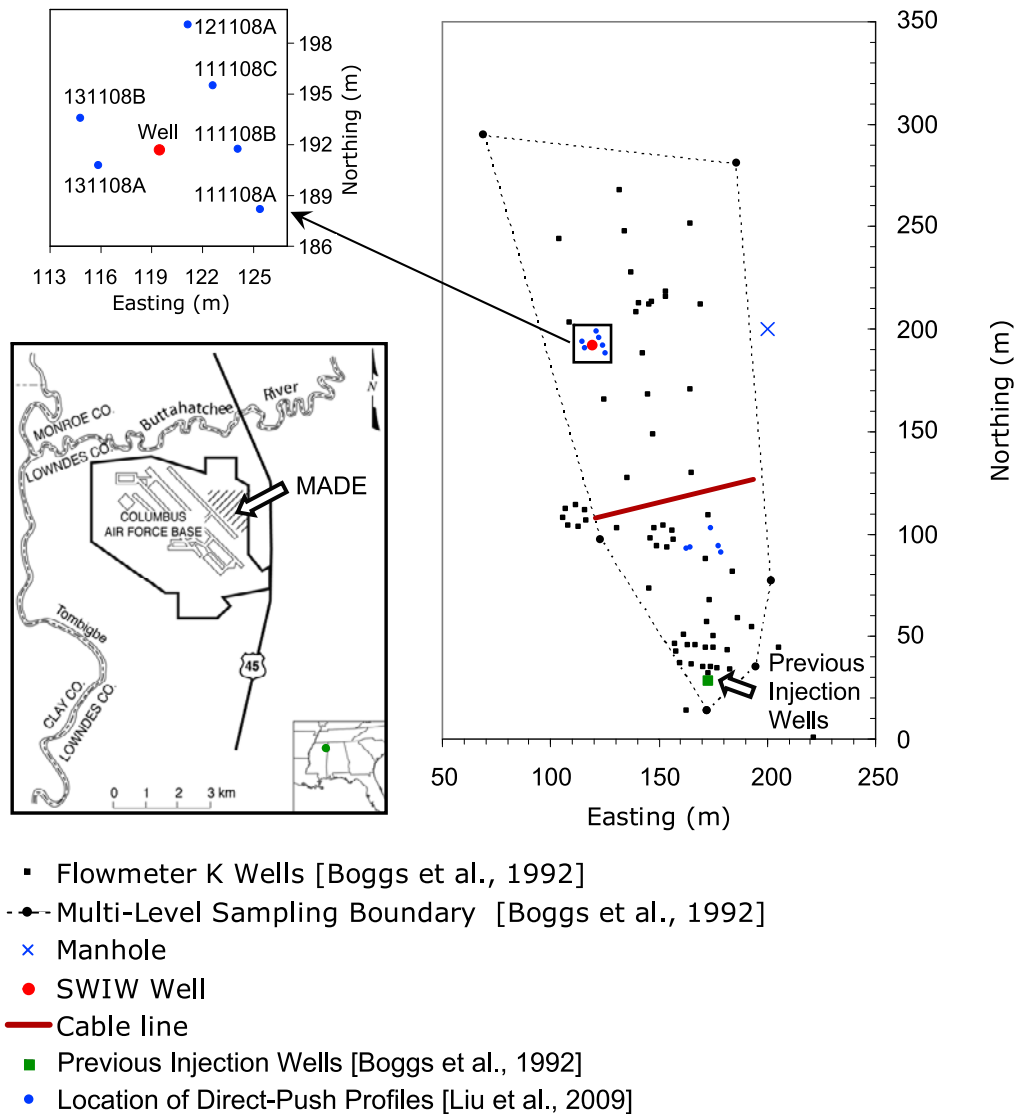 121108A
111108C
131108B
Well
111108B
131108A
111108A
198
195
192
189
186
Northing (m)
113 116 119 122 125
Easting (m)
MONROE CO.
LOWNDES CO.
Buttahatchee River
N
MADE
COLUMBUS
AIR FORCE BASE
Tombigbe
CLAY CO.
LOWNDES CO.
45
0 1 2 3 km
350
300
250
200
150
100
50
0
Northing (m)
Previous
Injection
Wells
50 100 150 200 250
Easting (m)
Flowmeter K Wells [Boggs et al., 1992]
Multi-Level Sampling Boundary [Boggs et al., 1992]
Manhole
SWIW Well
Cable line
Previous Injection Wells [Boggs et al., 1992]
Location of Direct-Push Profiles [Liu et al., 2009]